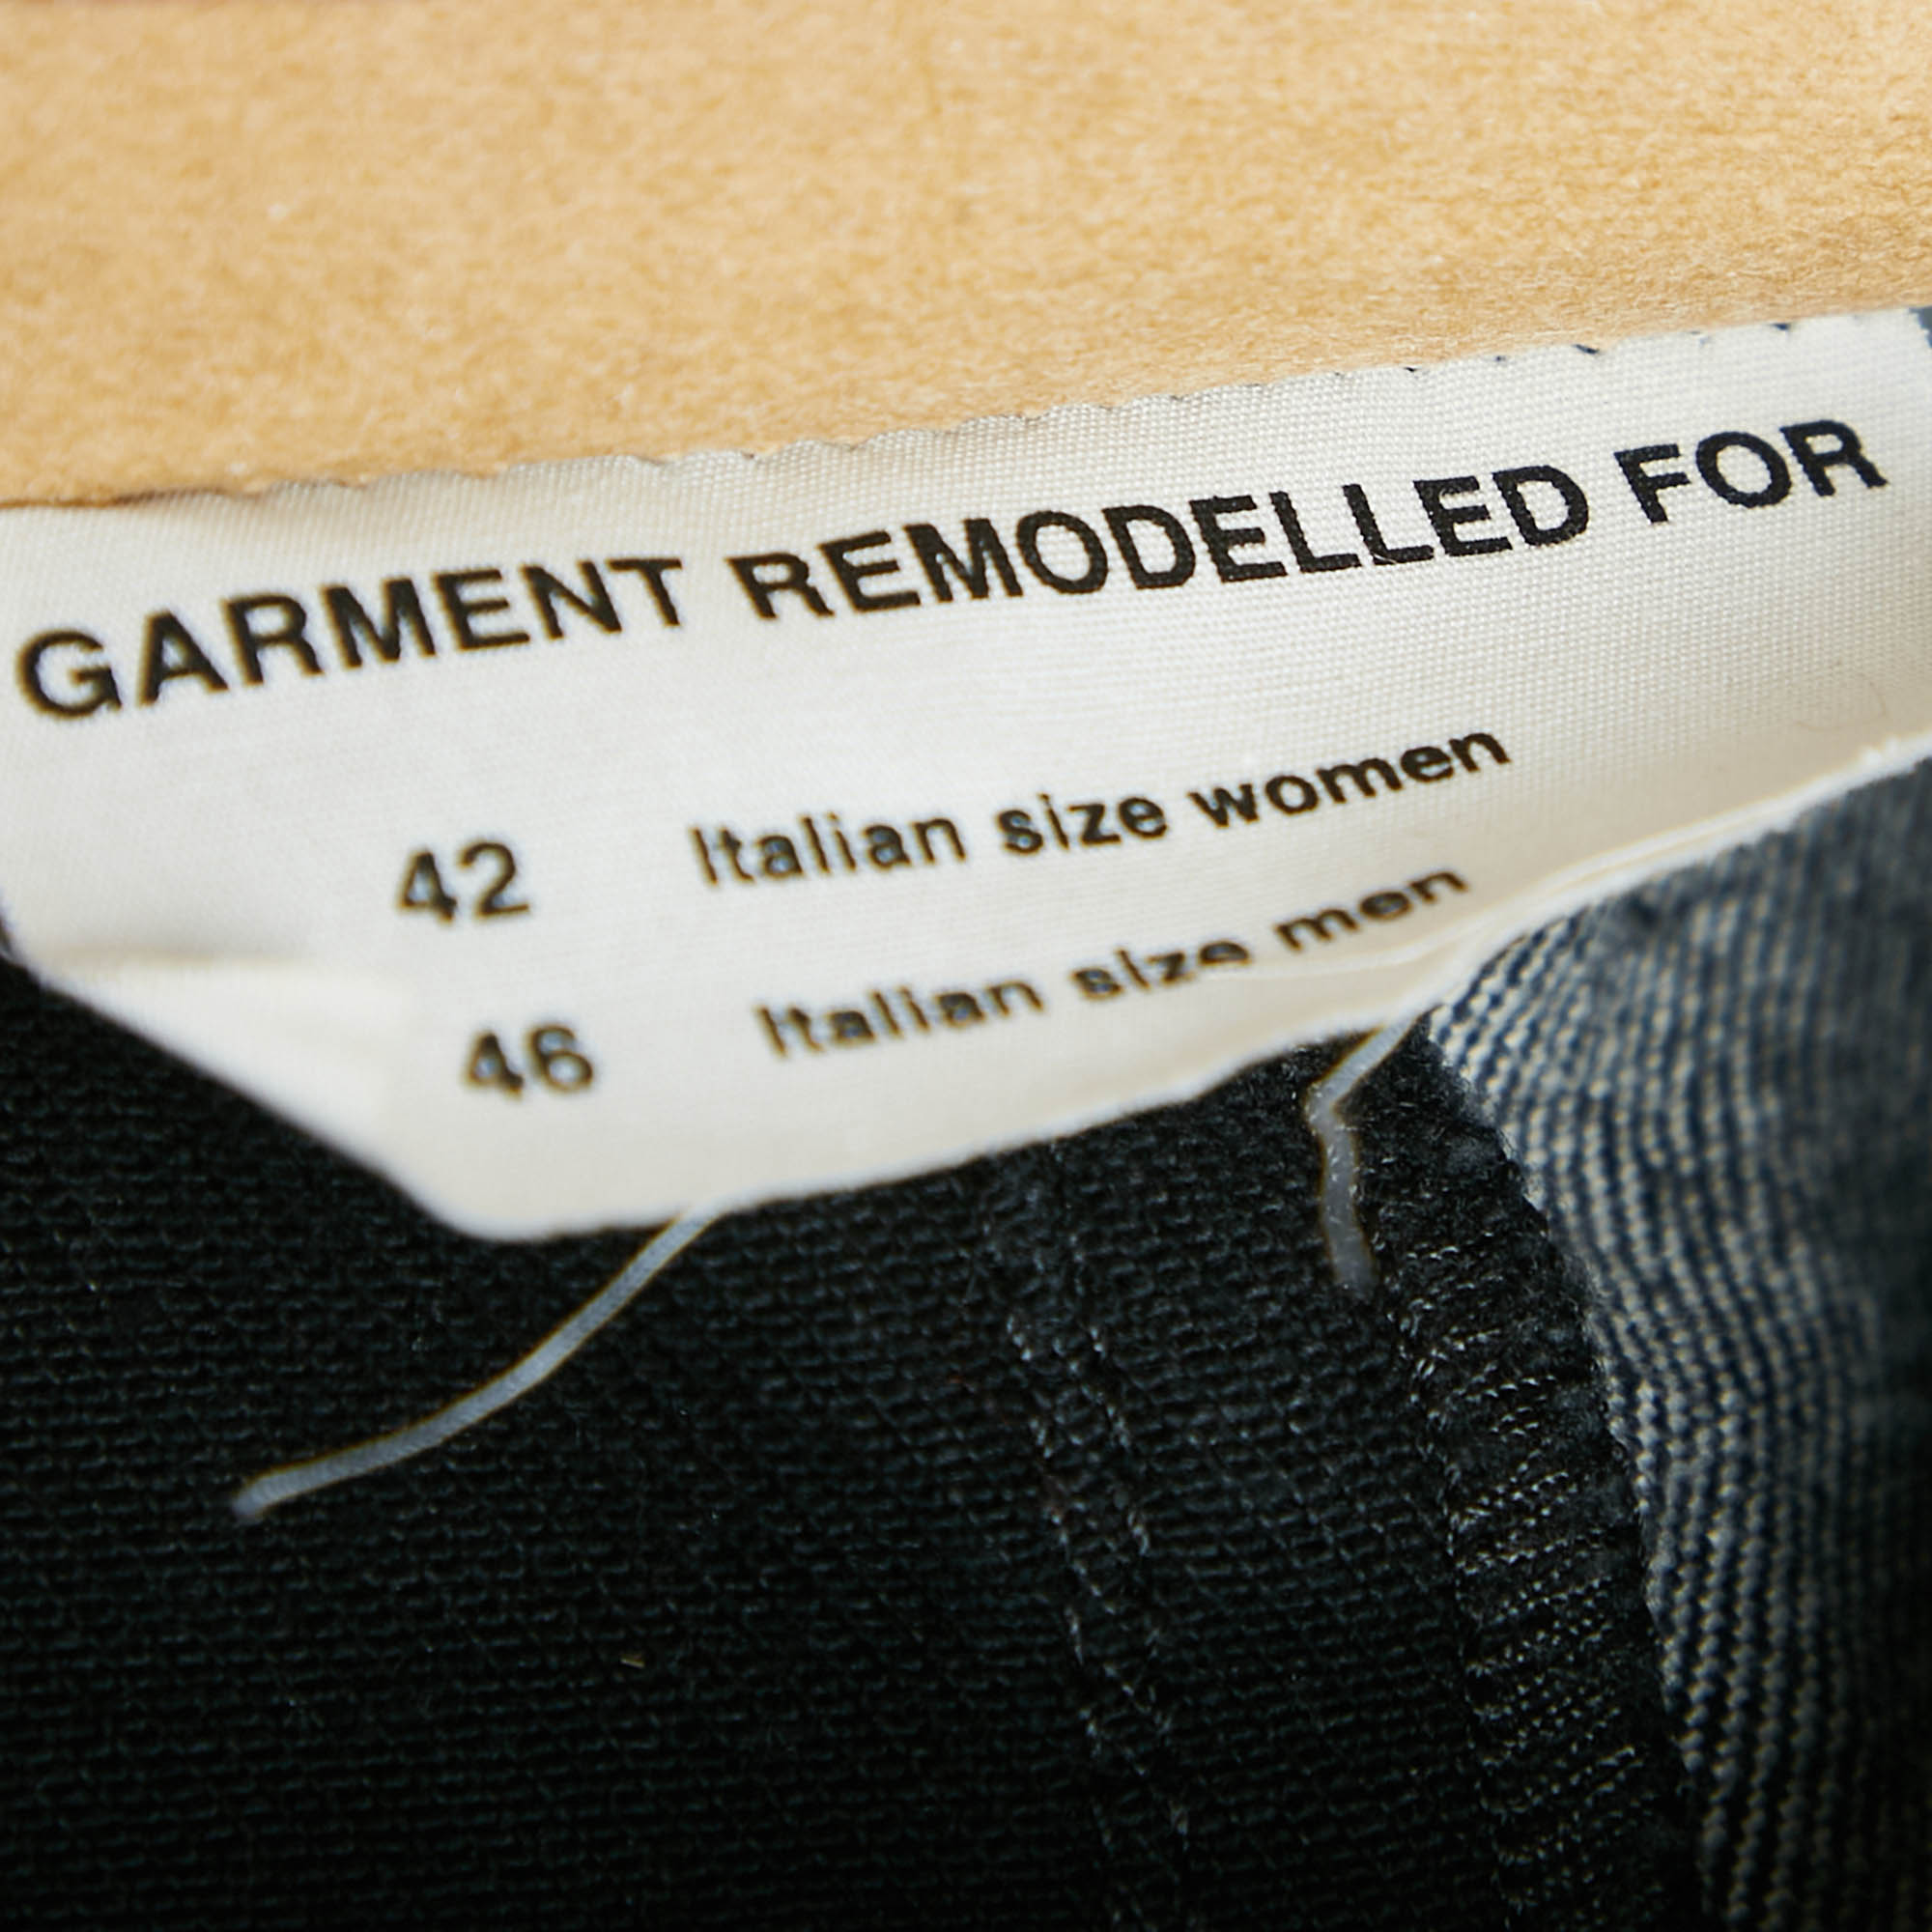 GARMENT REMODELLED FOR
42 Italian size women
46 Italian size men